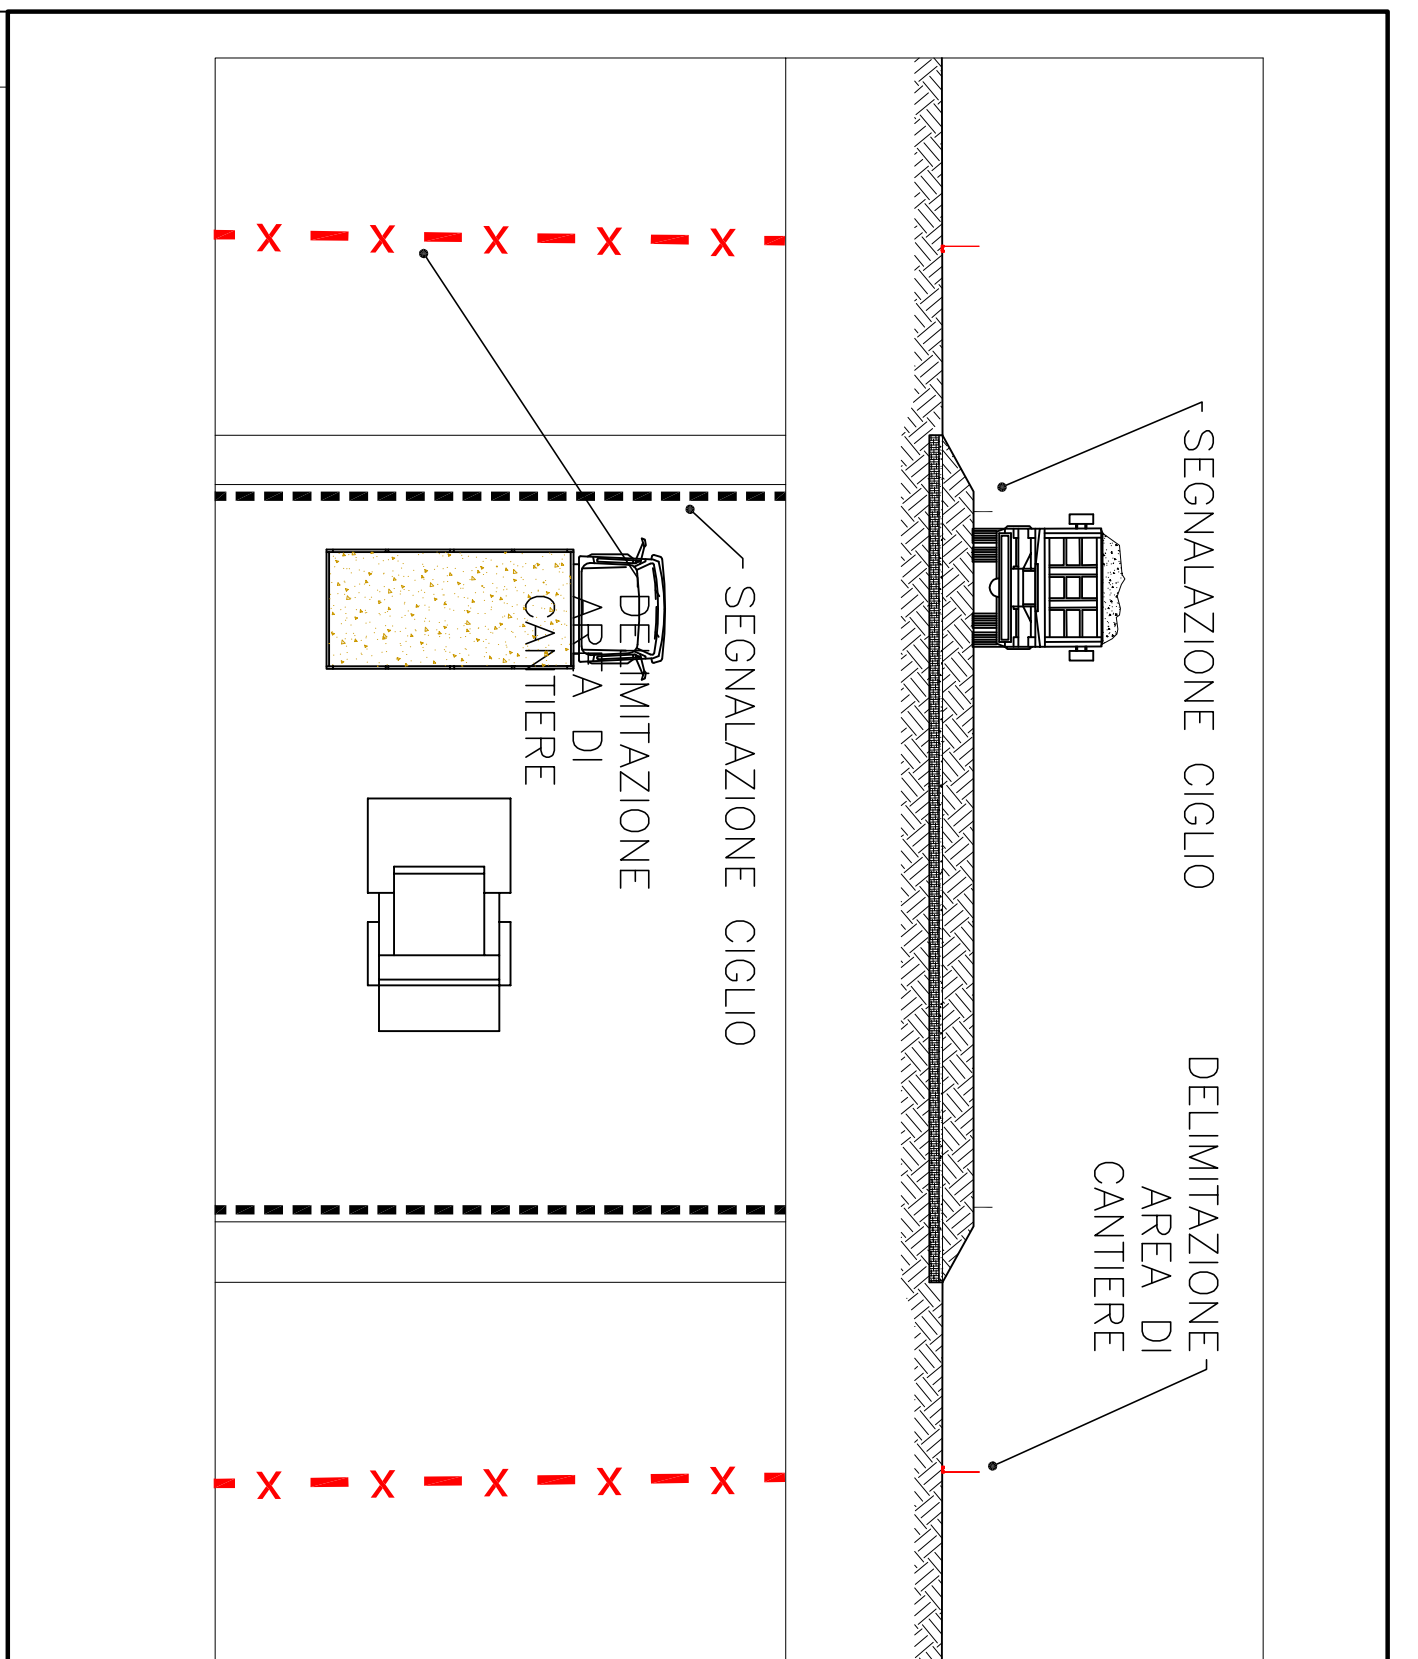 SEGNALAZIONE CIGLIO
DELIMITAZIONE
AREA DI
CANTIERE
SEGNALAZIONE CIGLIO
DELIMITAZIONE
AREA DI
CANTIERE
X X X X X
X X X X X